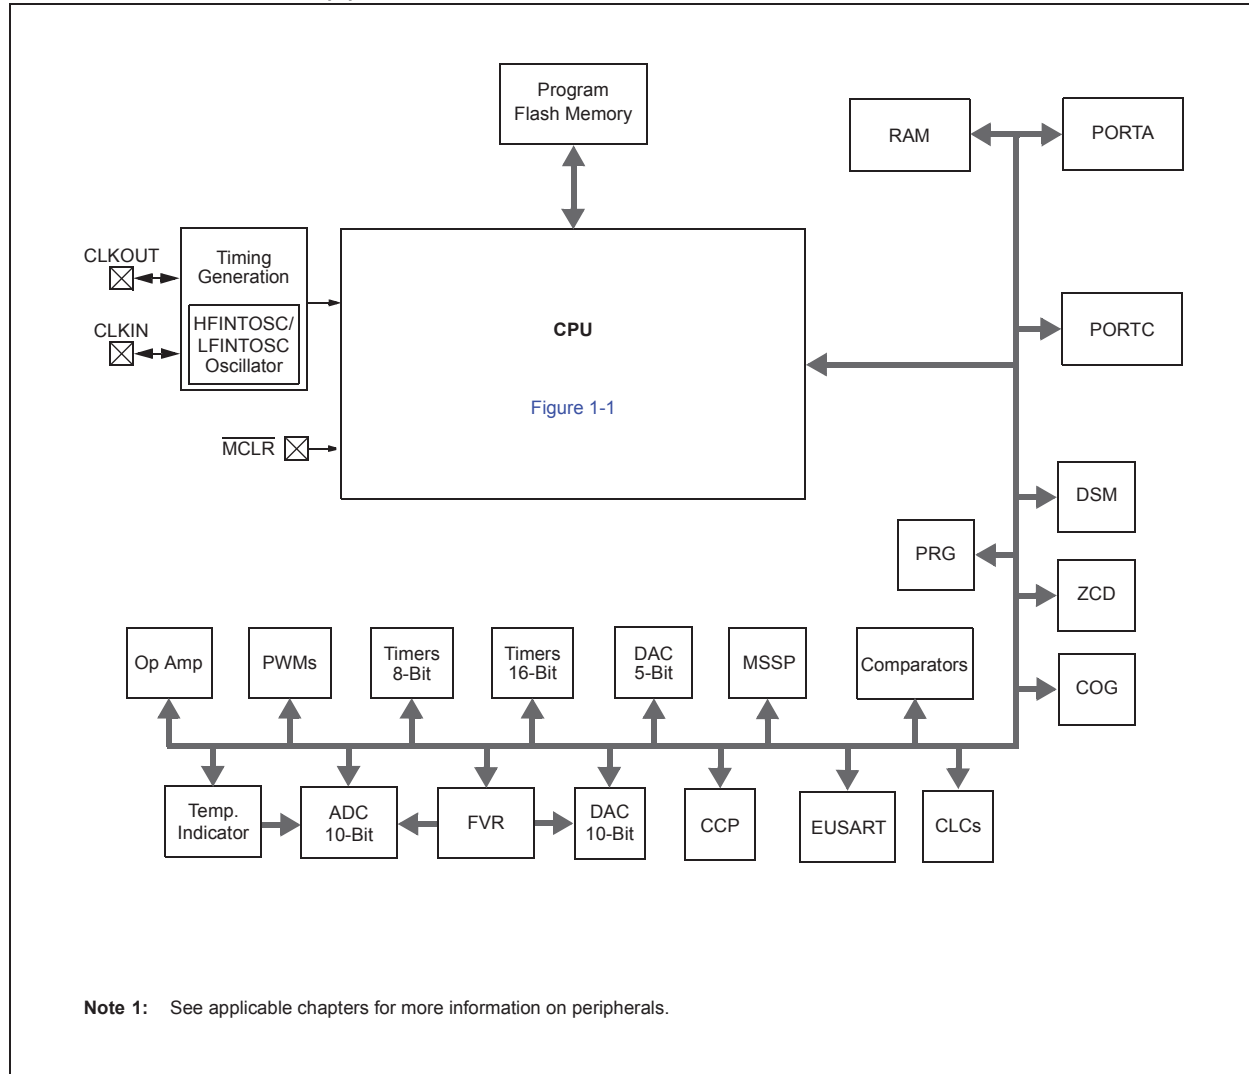 Program
Flash Memory
RAM
PORTA
CLKOUT
Timing
Generation
CLKIN
HFINTOSC/
LFINTOSC
Oscillator
CPU
PORTC
Figure 1-1
MCLR
DSM
PRG
ZCD
Op Amp
PWMs
Timers
8-Bit
Timers
16-Bit
DAC
5-Bit
MSSP
Comparators
COG
Temp.
Indicator
ADC
10-Bit
FVR
DAC
10-Bit
CCP
EUSART
CLCs
Note 1: See applicable chapters for more information on peripherals.